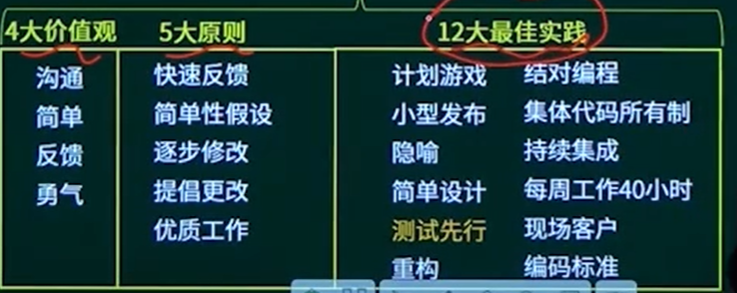 4大价值观 5大原则 12大最佳实践
沟通 快速反馈 计划游戏 结对编程
简单 简单性假设 小型发布 集体代码所有制
反馈 逐步修改 隐喻 持续集成
勇气 提倡更改 简单设计 每周工作40小时
优质工作 测试先行 现场客户
重构 编码标准